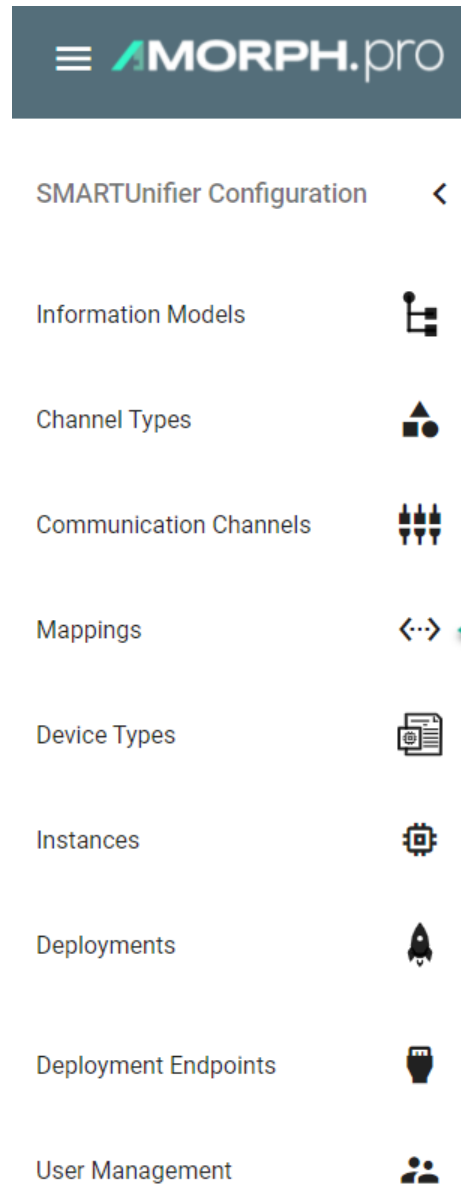 AMORPH.pro
SMARTUnifier Configuration
Information Models
Channel Types
Communication Channels
Mappings
Device Types
Instances
Deployments
Deployment Endpoints
User Management